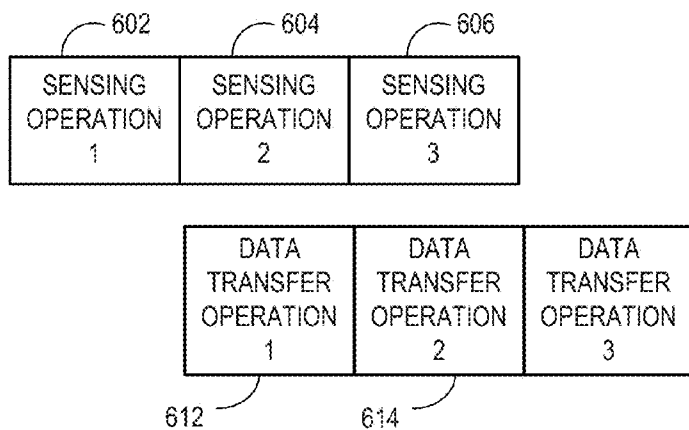 602 604 606
SENSING SENSING SENSING
OPERATION OPERATION OPERATION
1 2 3
DATA DATA DATA
TRANSFER TRANSFER TRANSFER
OPERATION OPERATION OPERATION
1 2 3
612 614